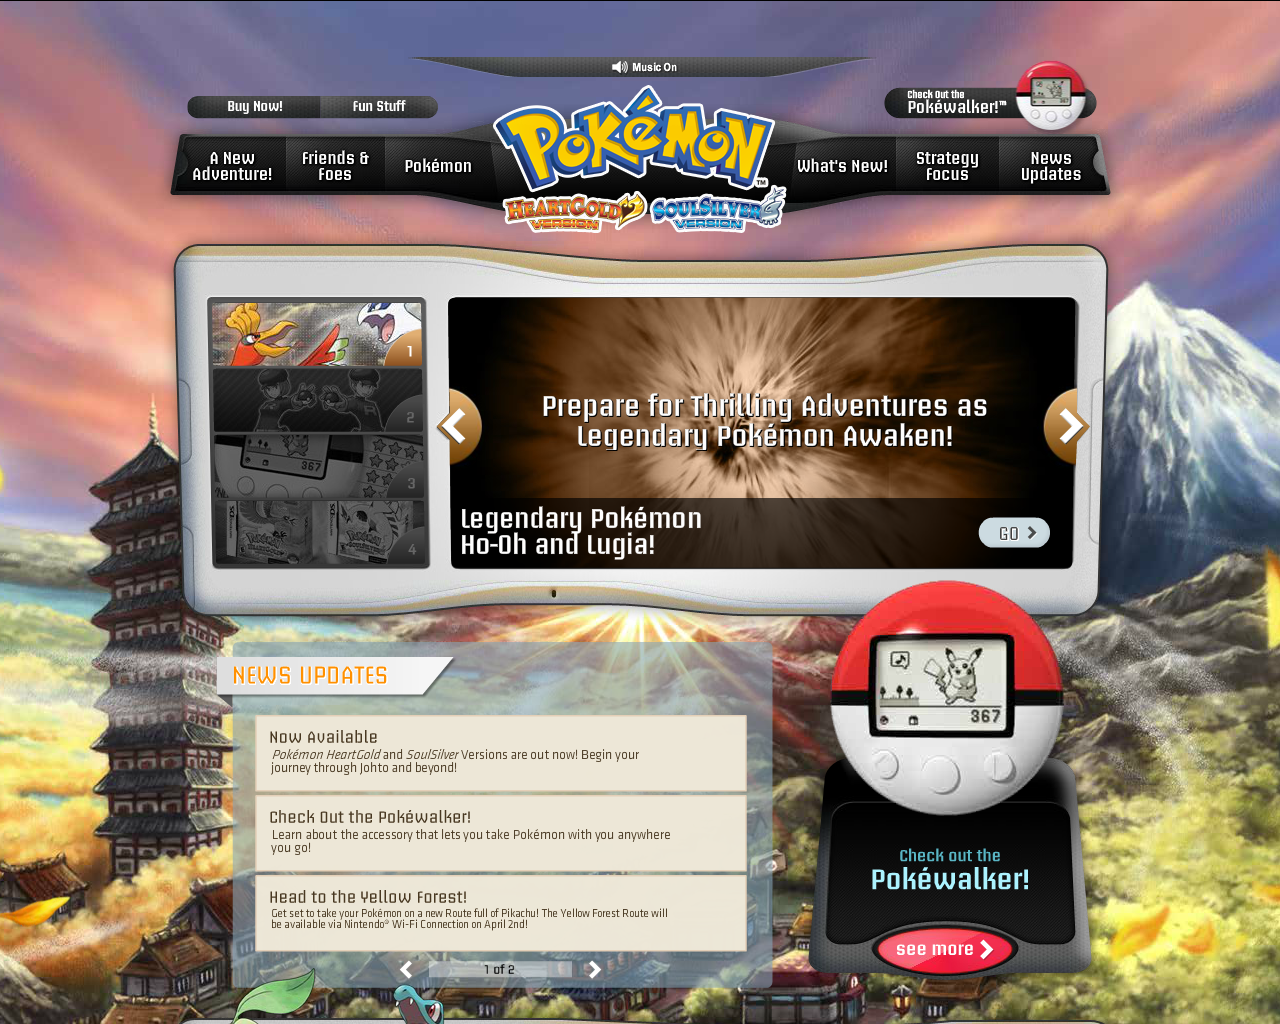 Music On
Buy Now!
Fun Stuff
Check Out the
Pokéwalker!™
A New
Adventure!
Friends &
Foes
Pokémon
POKéMON™
HEARTGOLD
VERSION
SOULSILVER
VERSION
What's New!
Strategy
Focus
News
Updates
1
2
367
3
4
Prepare for Thrilling Adventures as
Legendary Pokémon Awaken!
Legendary Pokémon
Ho-Oh and Lugia!
GO
NEWS UPDATES
Now Available
Pokémon HeartGold and SoulSilver Versions are out now! Begin your
journey through Johto and beyond!
Check Out the Pokéwalker!
Learn about the accessory that lets you take Pokémon with you anywhere
you go!
Head to the Yellow Forest!
Get set to take your Pokémon on a new Route full of Pikachu! The Yellow Forest Route will
be available via Nintendo® Wi-Fi Connection on April 2nd!
1 of 2
367
Check out the
Pokéwalker!
see more